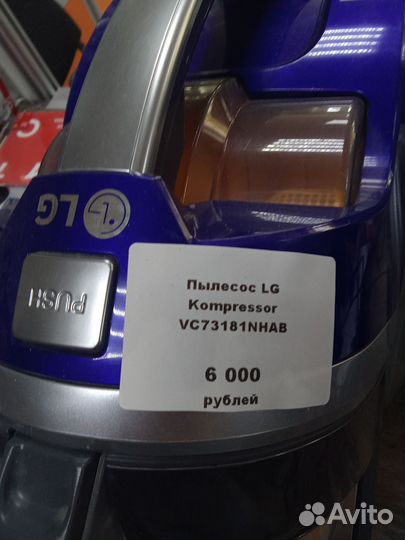 LG
PUSH
Пылесос LG
Kompressor
VC73181NHAB
6 000
рублей
Avito